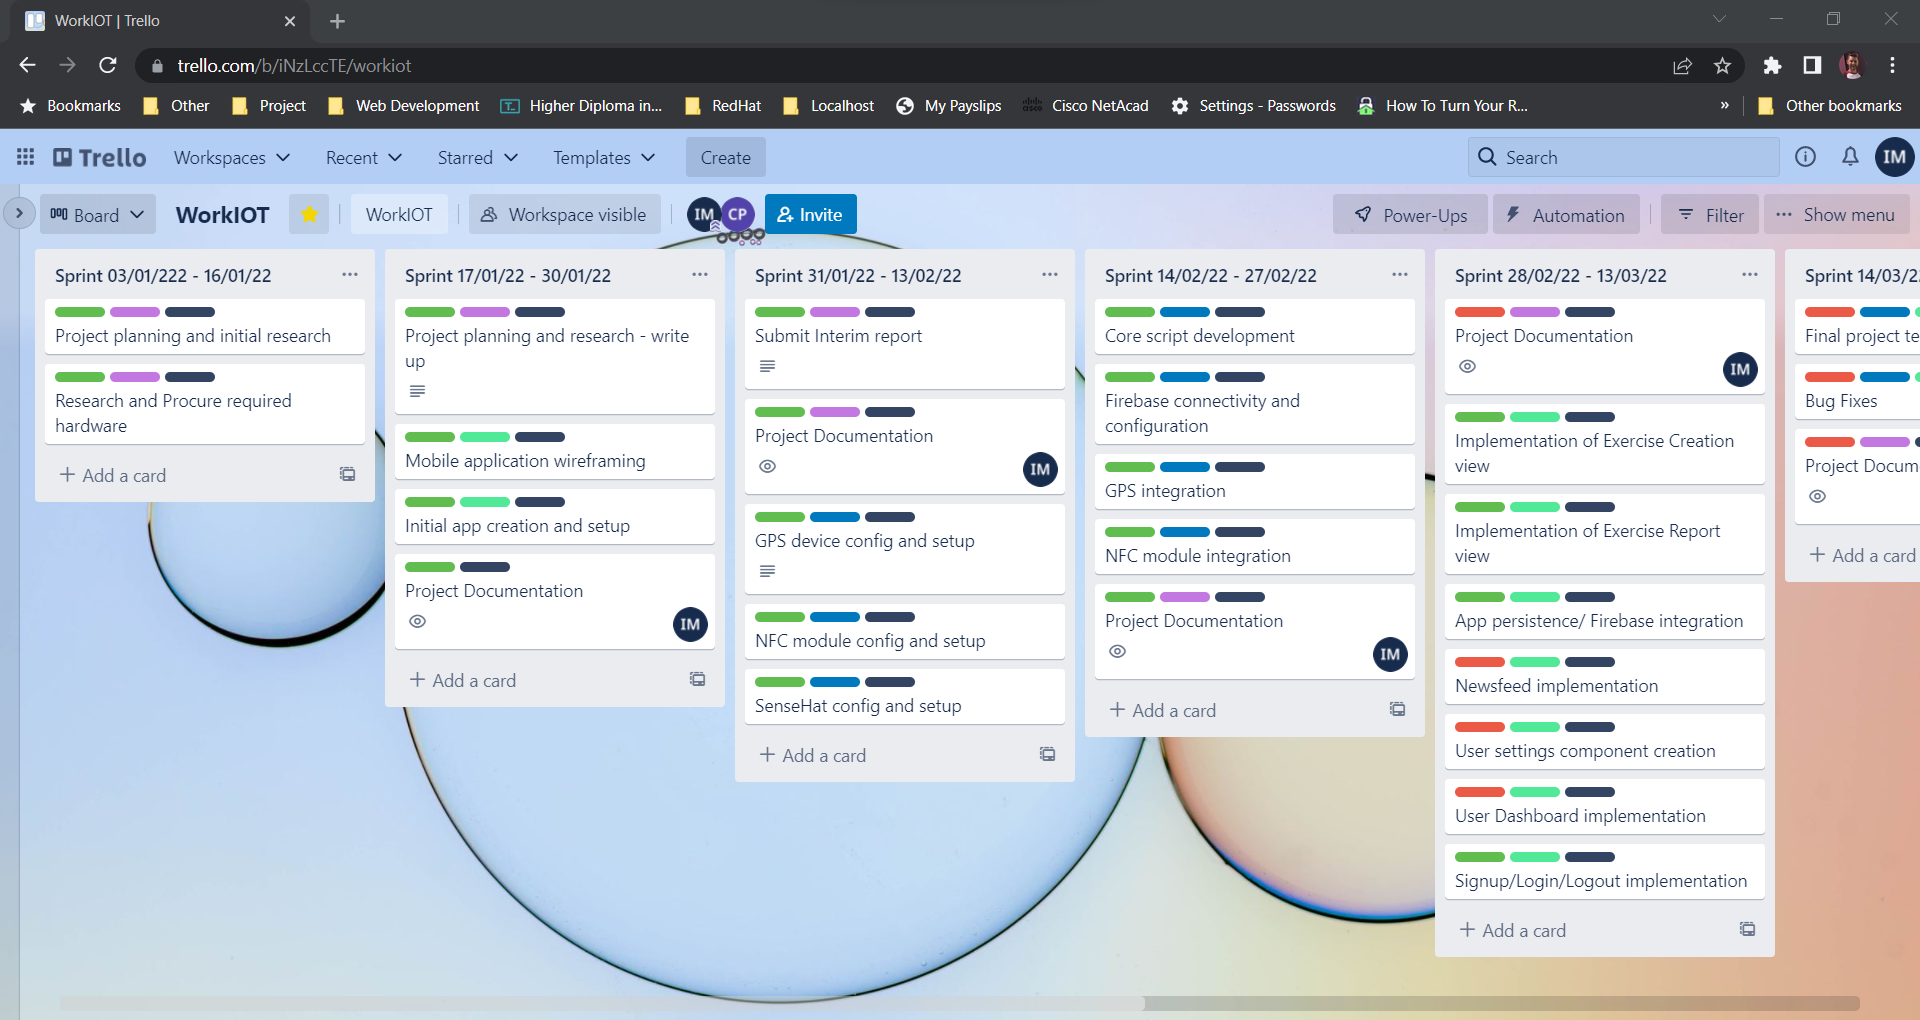 WorkIOT | Trello
trello.com/b/iNzLccTE/workiot
Bookmarks Other Project Web Development Higher Diploma in... RedHat Localhost My Payslips Cisco NetAcad Settings - Passwords How To Turn Your R... » Other bookmarks
Trello Workspaces Recent Starred Templates Create Search IM
Board WorkIOT WorkIOT Workspace visible IM CP Invite Power-Ups Automation Filter Show menu
Sprint 03/01/222 - 16/01/22
Project planning and initial research
Research and Procure required
hardware
+ Add a card
Sprint 17/01/22 - 30/01/22
Project planning and research - write
up
Mobile application wireframing
Initial app creation and setup
Project Documentation
IM
+ Add a card
Sprint 31/01/22 - 13/02/22
Submit Interim report
Project Documentation
IM
GPS device config and setup
NFC module config and setup
SenseHat config and setup
+ Add a card
Sprint 14/02/22 - 27/02/22
Core script development
Firebase connectivity and
configuration
GPS integration
NFC module integration
Project Documentation
IM
+ Add a card
Sprint 28/02/22 - 13/03/22
Project Documentation
IM
Implementation of Exercise Creation
view
Implementation of Exercise Report
view
App persistence/ Firebase integration
Newsfeed implementation
User settings component creation
User Dashboard implementation
Signup/Login/Logout implementation
+ Add a card
Sprint 14/03/22
Final project te
Bug Fixes
Project Docum
+ Add a card